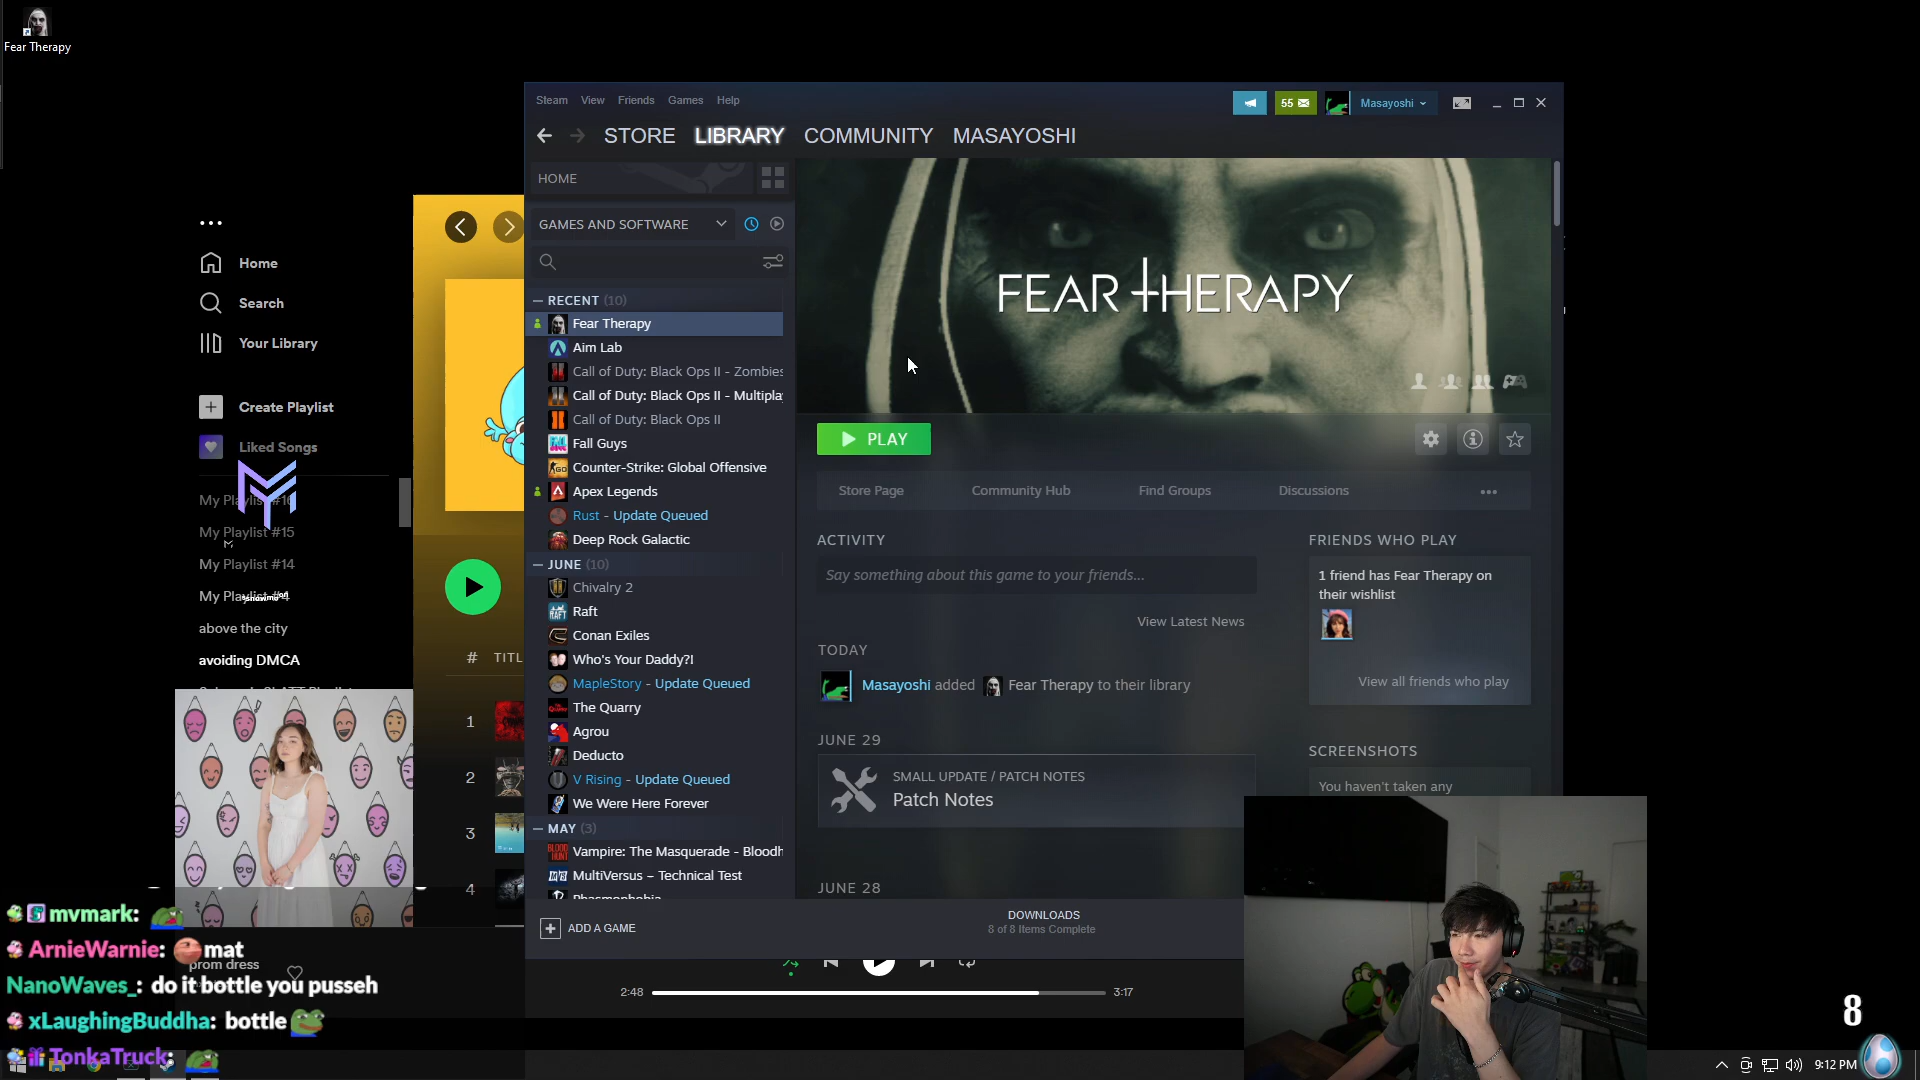 Fear Therapy
Steam View Friends Games Help
55
Masayoshi
STORE LIBRARY COMMUNITY MASAYOSHI
HOME
GAMES AND SOFTWARE
RECENT (10)
Fear Therapy
Aim Lab
Call of Duty: Black Ops II - Zombies
Call of Duty: Black Ops II - Multipla
Call of Duty: Black Ops II
Fall Guys
Counter-Strike: Global Offensive
Apex Legends
Rust - Update Queued
Deep Rock Galactic
JUNE (10)
Chivalry 2
Raft
Conan Exiles
Who's Your Daddy?!
MapleStory - Update Queued
The Quarry
Agrou
Deducto
V Rising - Update Queued
We Were Here Forever
MAY (3)
Vampire: The Masquerade - Bloodh
MultiVersus – Technical Test
ADD A GAME
FEAR THERAPY
PLAY
Store Page Community Hub Find Groups Discussions
ACTIVITY
Say something about this game to your friends...
View Latest News
TODAY
Masayoshi added Fear Therapy to their library
JUNE 29
SMALL UPDATE / PATCH NOTES
Patch Notes
JUNE 28
FRIENDS WHO PLAY
1 friend has Fear Therapy on
their wishlist
View all friends who play
SCREENSHOTS
You haven't taken any
DOWNLOADS
8 of 8 Items Complete
Home
Search
Your Library
Create Playlist
Liked Songs
My Playlist #16
My Playlist #15
My Playlist #14
My Playlist #4
above the city
avoiding DMCA
# TITL
1
2
3
4
prom dress
2:48 3:17
mvmark:
ArnieWarnie: mat
NanoWaves_: do it bottle you pusseh
xLaughingBuddha: bottle
TonkaTruck:
8
9:12 PM